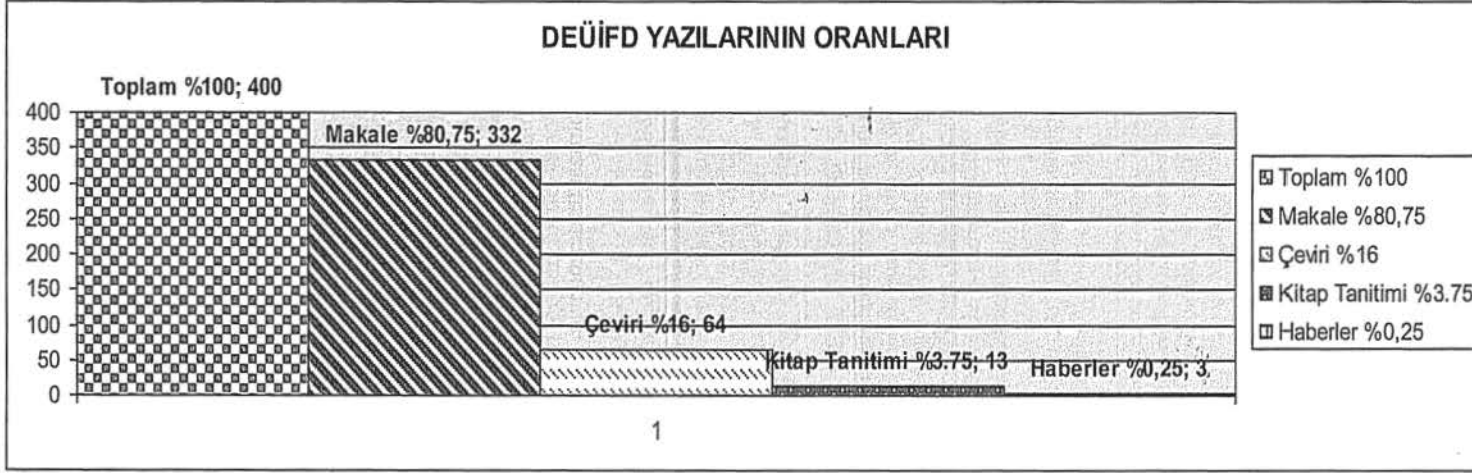 DEÜİFD YAZILARININ ORANLARI
Toplam %100; 400
Makale %80,75; 332
Çeviri %16; 64
Kitap Tanitimi %3.75; 13
Haberler %0,25; 3
400
350
300
250
200
150
100
50
0
1
Toplam %100
Makale %80,75
Çeviri %16
Kitap Tanitimi %3.75
Haberler %0,25